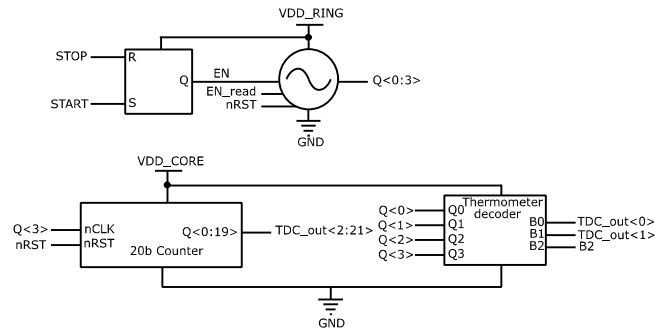 VDD_RING
STOP
R
Q
EN
Q<0:3>
EN_read
START
S
nRST
GND
VDD_CORE
Thermometer
decoder
Q<0>
Q0
Q<1>
Q1
Q<2>
Q2
Q<3>
Q3
B0
TDC_out<0>
B1
TDC_out<1>
B2
B2
Q<3>
nCLK
Q<0:19>
TDC_out<2:21>
nRST
nRST
20b Counter
GND